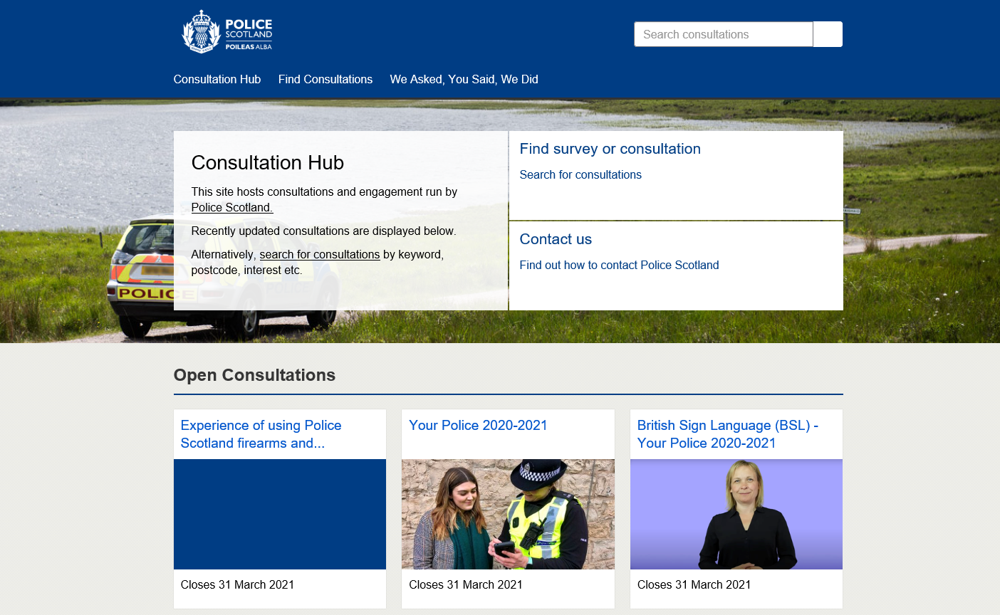 POLICE
SCOTLAND
POILEAS ALBA
Search consultations
Consultation Hub
Find Consultations
We Asked, You Said, We Did
Consultation Hub
This site hosts consultations and engagement run by
Police Scotland.
Recently updated consultations are displayed below.
Alternatively, search for consultations by keyword,
postcode, interest etc.
Find survey or consultation
Search for consultations
Contact us
Find out how to contact Police Scotland
POLICE
Open Consultations
Experience of using Police
Scotland firearms and...
Closes 31 March 2021
Your Police 2020-2021
Closes 31 March 2021
British Sign Language (BSL) -
Your Police 2020-2021
Closes 31 March 2021